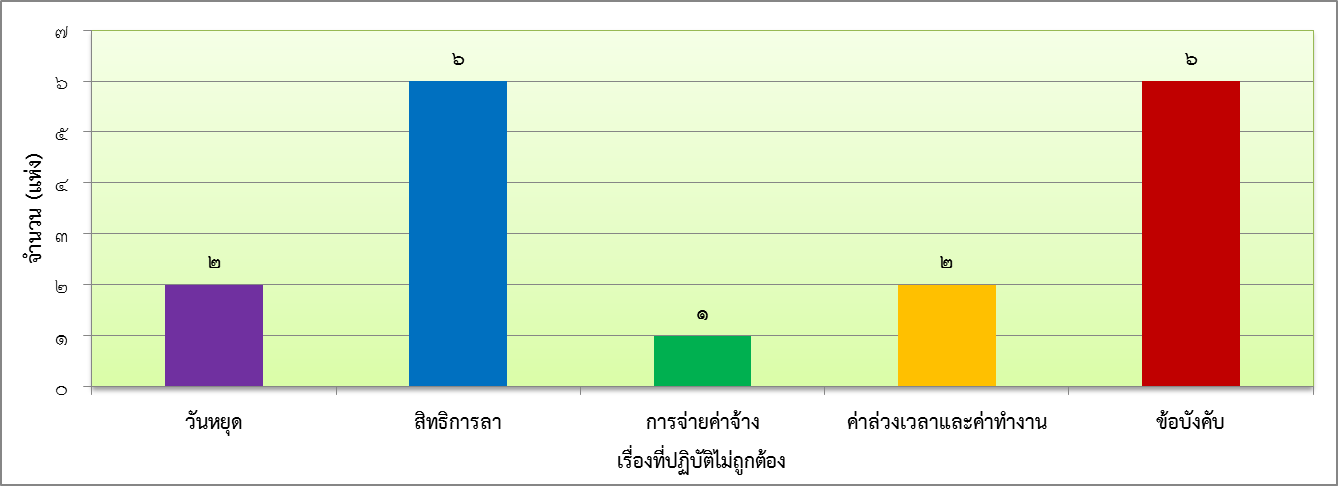 ๗
๖
๕
๔
๓
๒
๑
๐
จำนวน (แห่ง)
๒
๖
๑
๒
๖
วันหยุด
สิทธิการลา
การจ่ายค่าจ้าง
ค่าล่วงเวลาและค่าทำงาน
ข้อบังคับ
เรื่องที่ปฏิบัติไม่ถูกต้อง